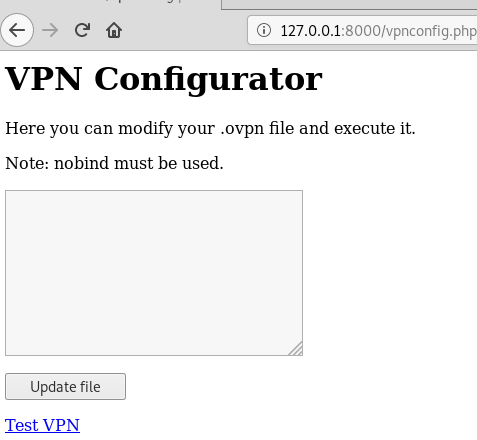 127.0.0.1:8000/vpnconfig.php
VPN Configurator
Here you can modify your .ovpn file and execute it.
Note: nobind must be used.
Update file
Test VPN